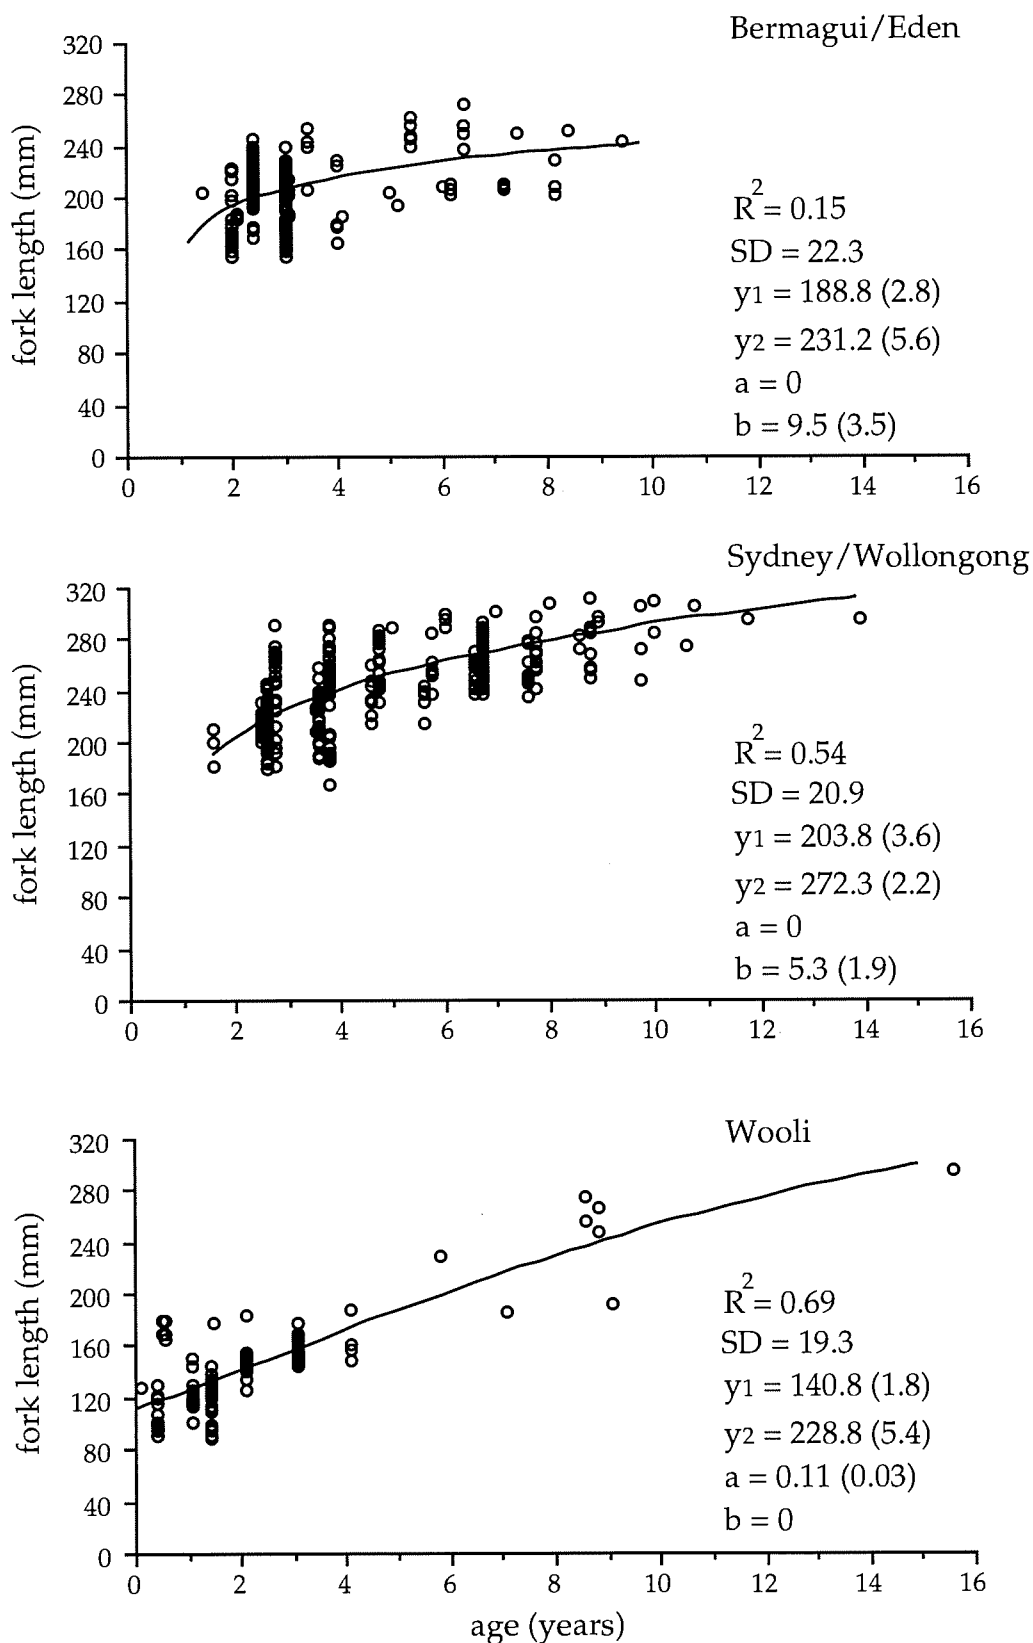 Bermagui/Eden
320
280
240
200
160
120
80
40
0
fork length (mm)
R² = 0.15
SD = 22.3
y1 = 188.8 (2.8)
y2 = 231.2 (5.6)
a = 0
b = 9.5 (3.5)
0 2 4 6 8 10 12 14 16
Sydney/Wollongong
320
280
240
200
160
120
80
40
0
fork length (mm)
R² = 0.54
SD = 20.9
y1 = 203.8 (3.6)
y2 = 272.3 (2.2)
a = 0
b = 5.3 (1.9)
0 2 4 6 8 10 12 14 16
Wooli
320
280
240
200
160
120
80
40
0
fork length (mm)
R² = 0.69
SD = 19.3
y1 = 140.8 (1.8)
y2 = 228.8 (5.4)
a = 0.11 (0.03)
b = 0
0 2 4 6 8 10 12 14 16
age (years)